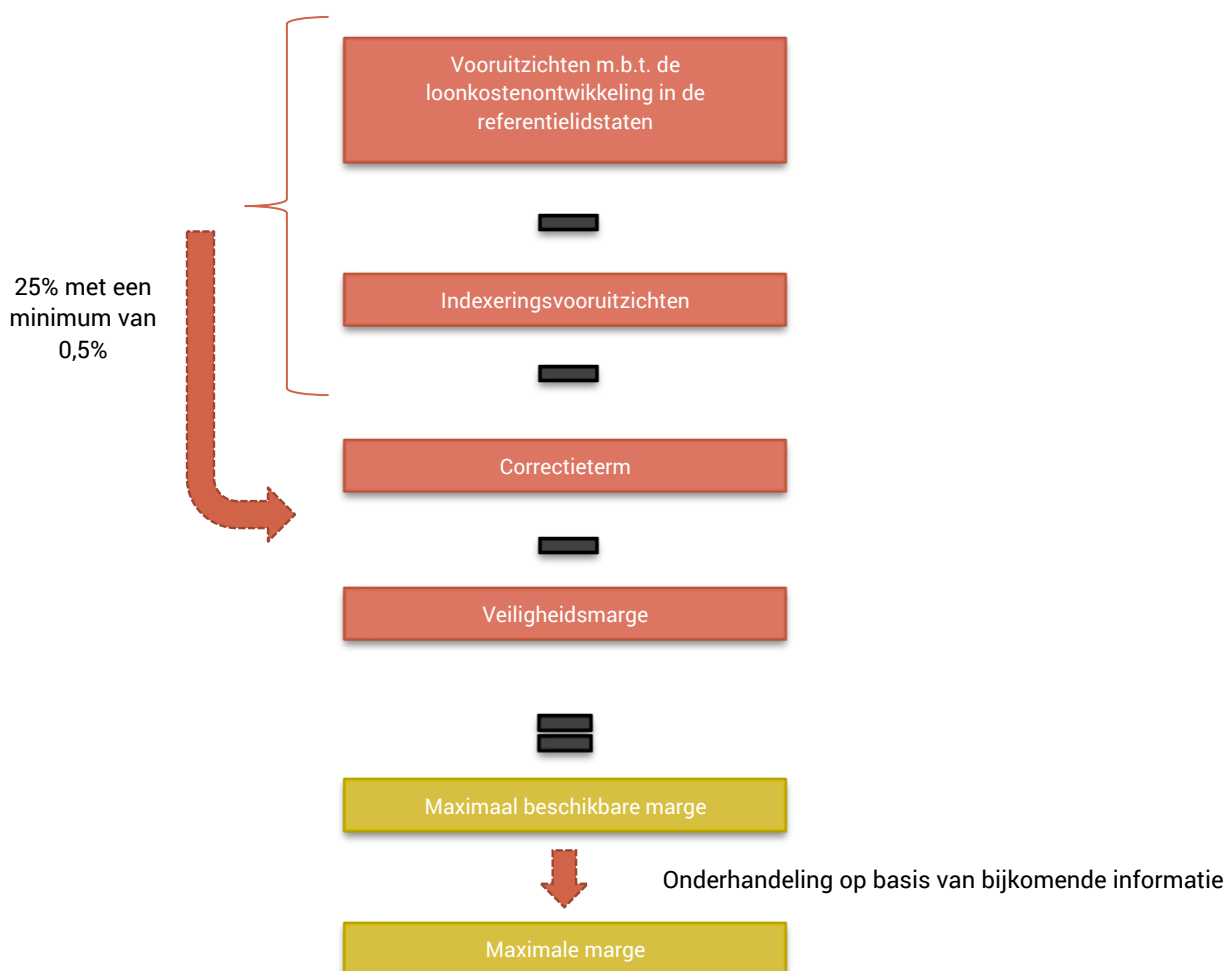 Vooruitzichten m.b.t. de
loonkostenontwikkeling in de
referentielidstaten
25% met een
minimum van
0,5%
Indexeringsvooruitzichten
Correctieterm
Veiligheidsmarge
Maximaal beschikbare marge
Onderhandeling op basis van bijkomende informatie
Maximale marge